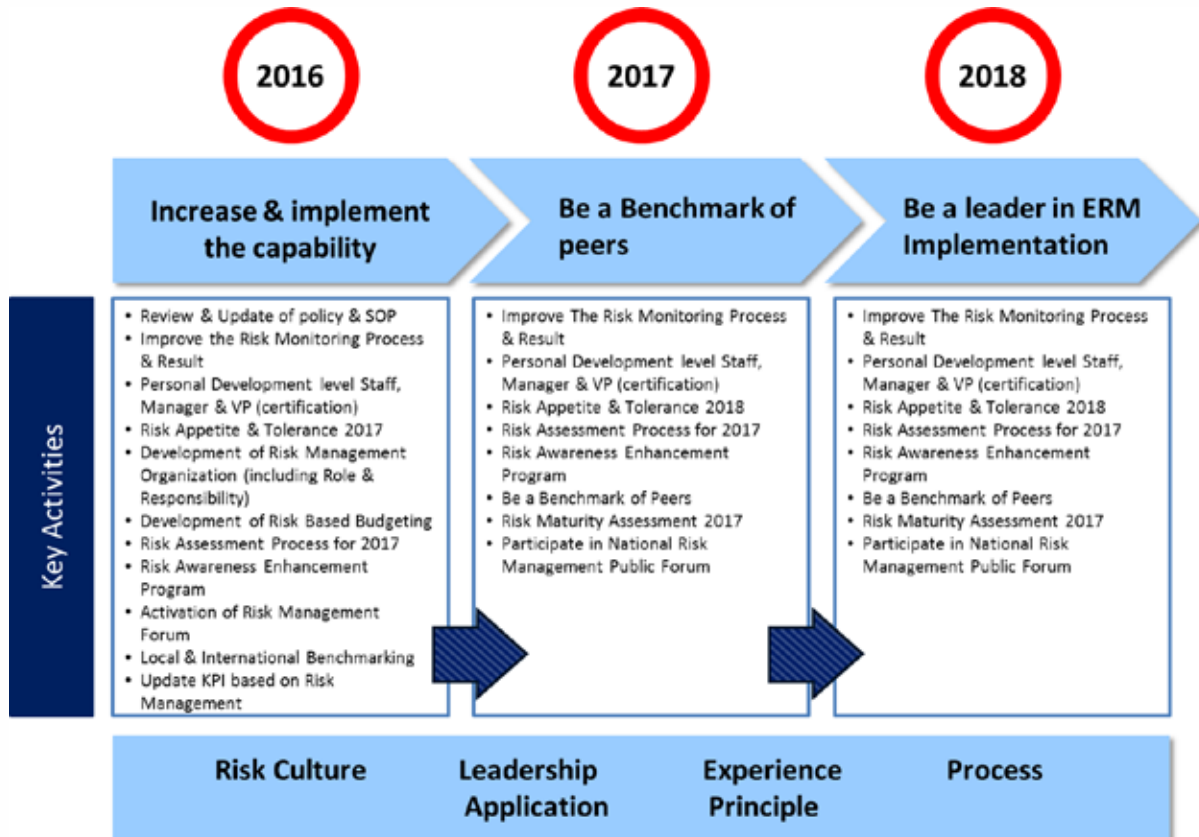 2016
2017
2018
Increase & implement
the capability
Be a Benchmark of
peers
Be a leader in ERM
Implementation
Key Activities
• Review & Update of policy & SOP
• Improve the Risk Monitoring Process
& Result
• Personal Development level Staff,
Manager & VP (certification)
• Risk Appetite & Tolerance 2017
• Development of Risk Management
Organization (including Role &
Responsibility)
• Development of Risk Based Budgeting
• Risk Assessment Process for 2017
• Risk Awareness Enhancement
Program
• Activation of Risk Management
Forum
• Local & International Benchmarking
• Update KPI based on Risk
Management
• Improve The Risk Monitoring Process
& Result
• Personal Development level Staff,
Manager & VP (certification)
• Risk Appetite & Tolerance 2018
• Risk Assessment Process for 2017
• Risk Awareness Enhancement
Program
• Be a Benchmark of Peers
• Risk Maturity Assessment 2017
• Participate in National Risk
Management Public Forum
• Improve The Risk Monitoring Process
& Result
• Personal Development level Staff,
Manager & VP (certification)
• Risk Appetite & Tolerance 2018
• Risk Assessment Process for 2017
• Risk Awareness Enhancement
Program
• Be a Benchmark of Peers
• Risk Maturity Assessment 2017
• Participate in National Risk
Management Public Forum
Risk Culture
Leadership
Application
Experience
Principle
Process